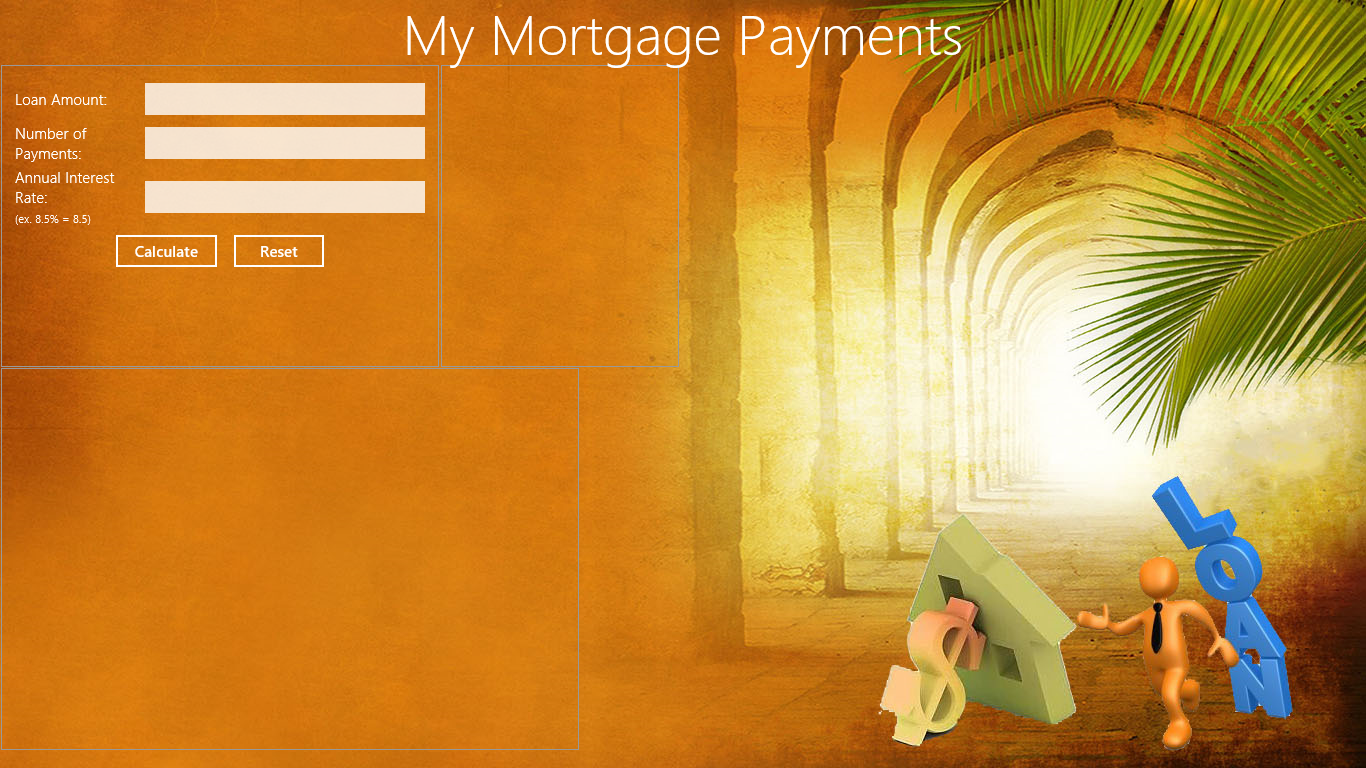 My Mortgage Payments
Loan Amount:
Number of
Payments:
Annual Interest
Rate:
(ex. 8.5% = 8.5)
Calculate
Reset
LOAN
$